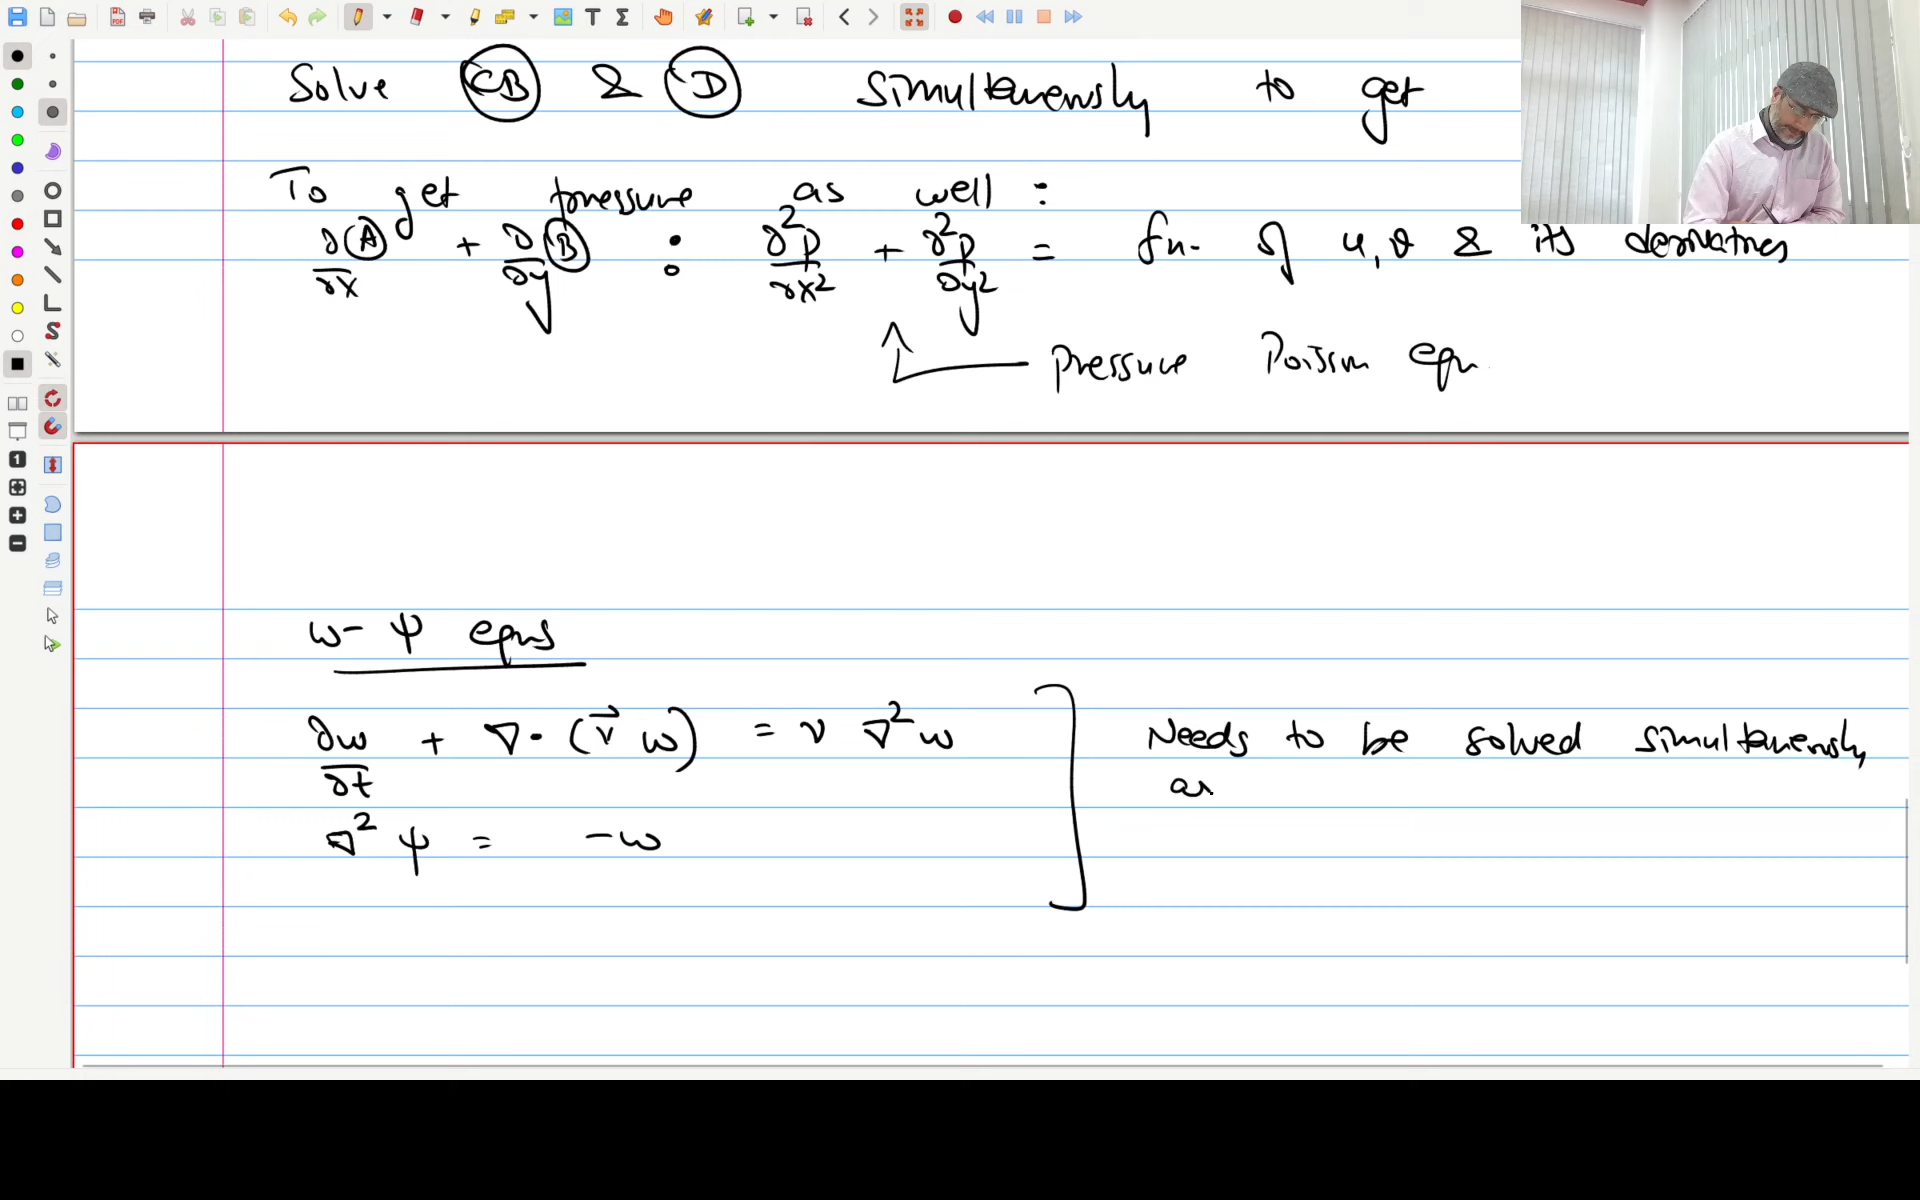 Solve (CB) & (D) simultaneously to get
To get pressure as well :
∂(A)/∂x + ∂(B)/∂y : ∂²p/∂x² + ∂²p/∂y² = fn. of u, v & its derivatives
Pressure Poisson eqn
ω - ψ eqns
∂ω/∂t + ∇·(v⃗ ω) = ν ∇²ω
Needs to be solved simultaneously
as
∇²ψ = -ω